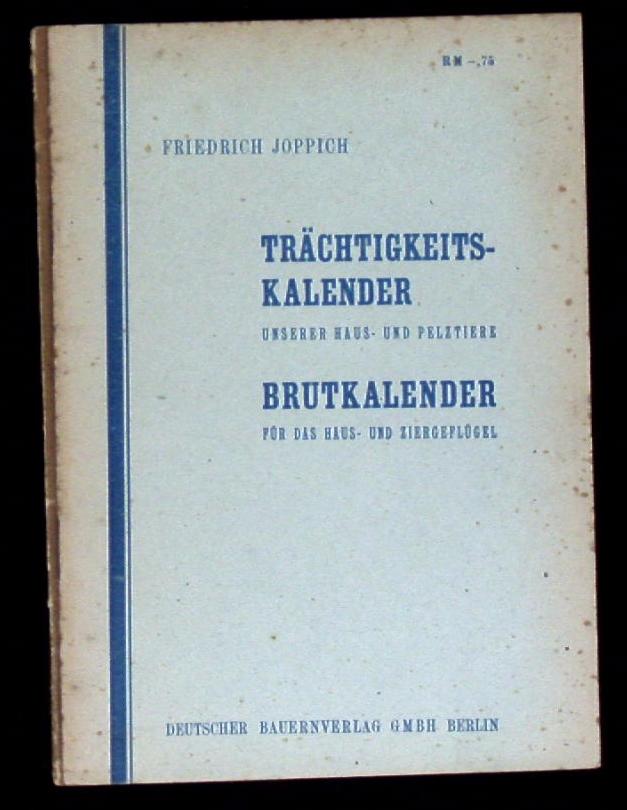 RM -,75
FRIEDRICH JOPPICH
TRÄCHTIGKEITS-
KALENDER
UNSERER HAUS- UND PELZTIERE
BRUTKALENDER
FÜR DAS HAUS- UND ZIERGEFLÜGEL
DEUTSCHER BAUERNVERLAG GMBH BERLIN